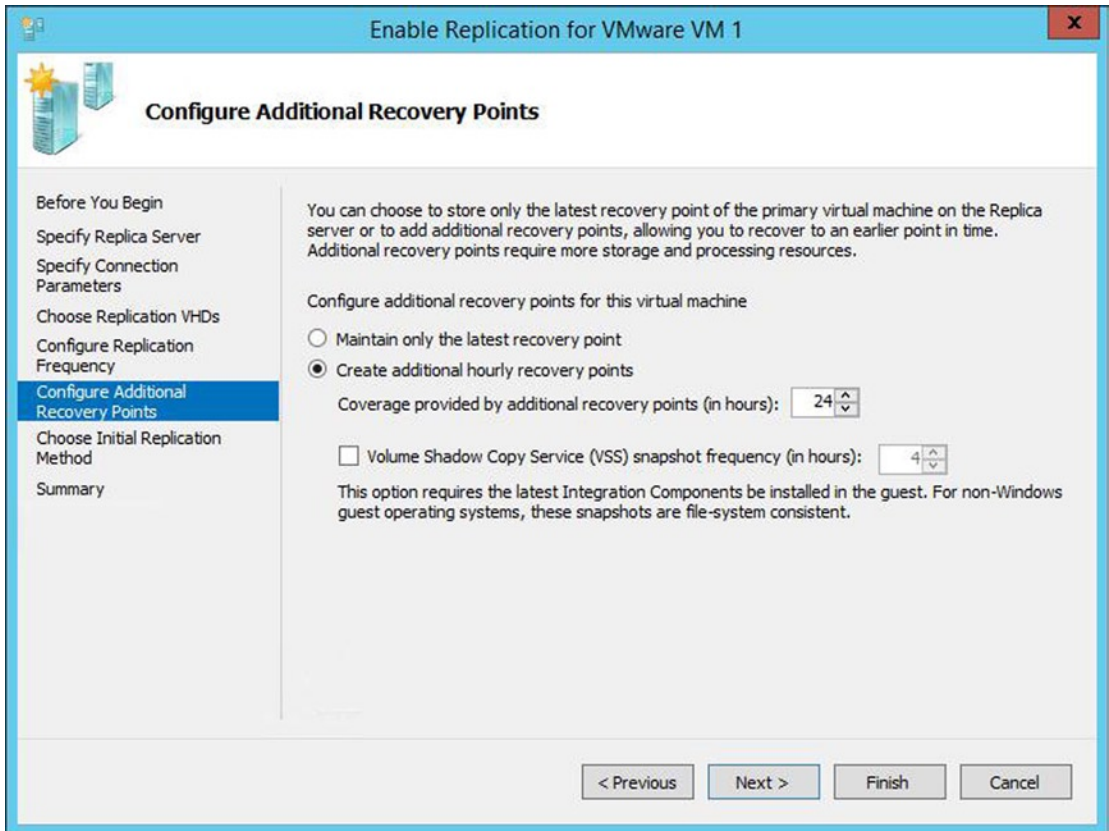 Enable Replication for VMware VM 1
x
Configure Additional Recovery Points
Before You Begin
Specify Replica Server
Specify Connection
Parameters
Choose Replication VHDs
Configure Replication
Frequency
Configure Additional
Recovery Points
Choose Initial Replication
Method
Summary
You can choose to store only the latest recovery point of the primary virtual machine on the Replica
server or to add additional recovery points, allowing you to recover to an earlier point in time.
Additional recovery points require more storage and processing resources.
Configure additional recovery points for this virtual machine
Maintain only the latest recovery point
Create additional hourly recovery points
Coverage provided by additional recovery points (in hours): 24
Volume Shadow Copy Service (VSS) snapshot frequency (in hours): 4
This option requires the latest Integration Components be installed in the guest. For non-Windows
guest operating systems, these snapshots are file-system consistent.
< Previous Next > Finish Cancel